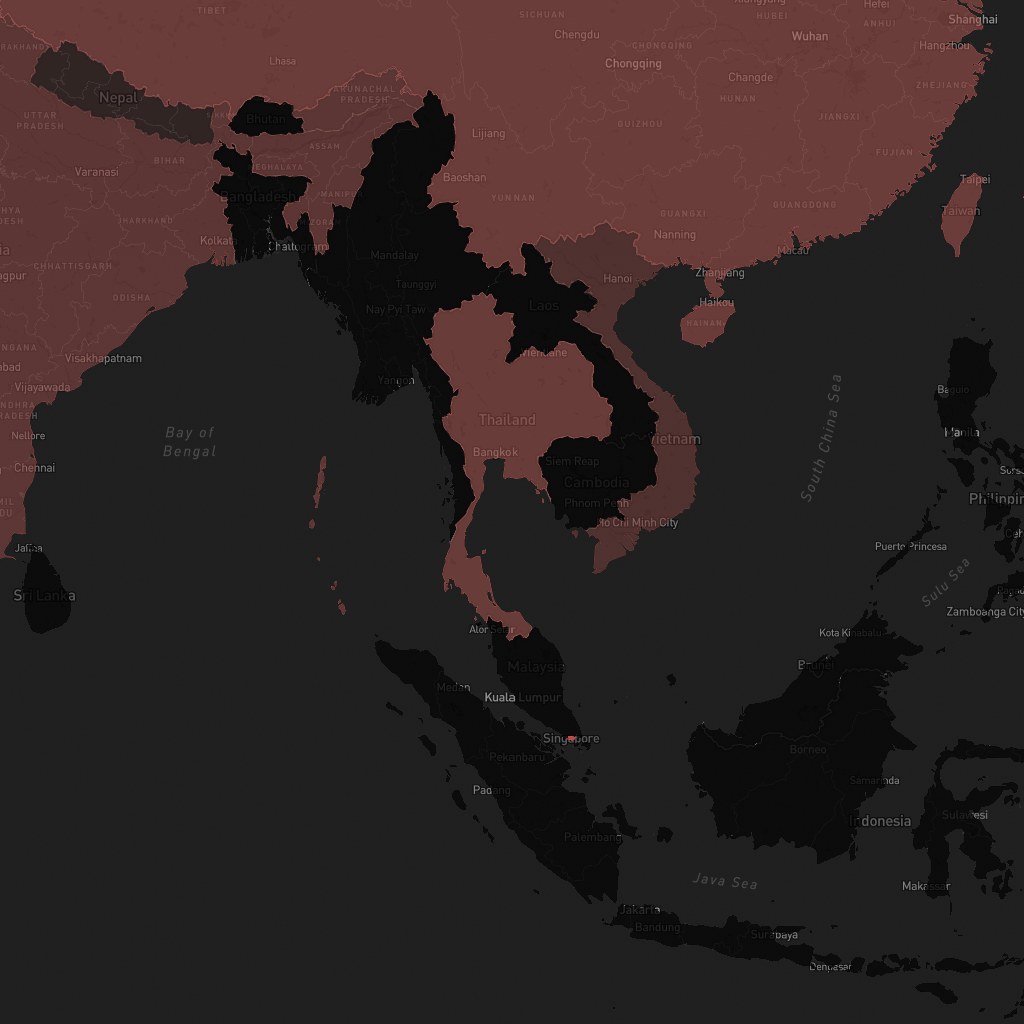 TIBET
SICHUAN
HUBEI
Hefei
ANHUI
Shanghai
Chengdu
Wuhan
Hangzhou
CHONGQING
Lhasa
Chongqing
Changde
ZHEJIANG
Nepal
ARUNACHAL
PRADESH
HUNAN
UTTAR
PRADESH
Bhutan
GUIZHOU
JIANGXI
Lijiang
ASSAM
BIHAR
FUJIAN
Varanasi
Baoshan
Taipei
Bangladesh
YUNNAN
GUANGXI
GUANGDONG
Taiwan
JHARKHAND
Nanning
Kolkata
Chattogram
Macau
Mandalay
CHHATTISGARH
Zhanjiang
Hanoi
Taunggyi
ODISHA
Haikou
Nay Pyi Taw
Laos
HAINAN
Vientiane
Visakhapatnam
Yangon
Vijayawada
Baguio
Thailand
Bay of
Bengal
South China Sea
Manila
Nellore
Vietnam
Bangkok
Siem Reap
Chennai
Cambodia
Phnom Penh
Ho Chi Minh City
Jaffna
Puerto Princesa
Sulu Sea
Sri Lanka
Zamboanga City
Alor Setar
Kota Kinabalu
Malaysia
Brunei
Medan
Kuala Lumpur
Singapore
Borneo
Pekanbaru
Samarinda
Padang
Sulawesi
Indonesia
Palembang
Java Sea
Makassar
Jakarta
Bandung
Surabaya
Denpasar